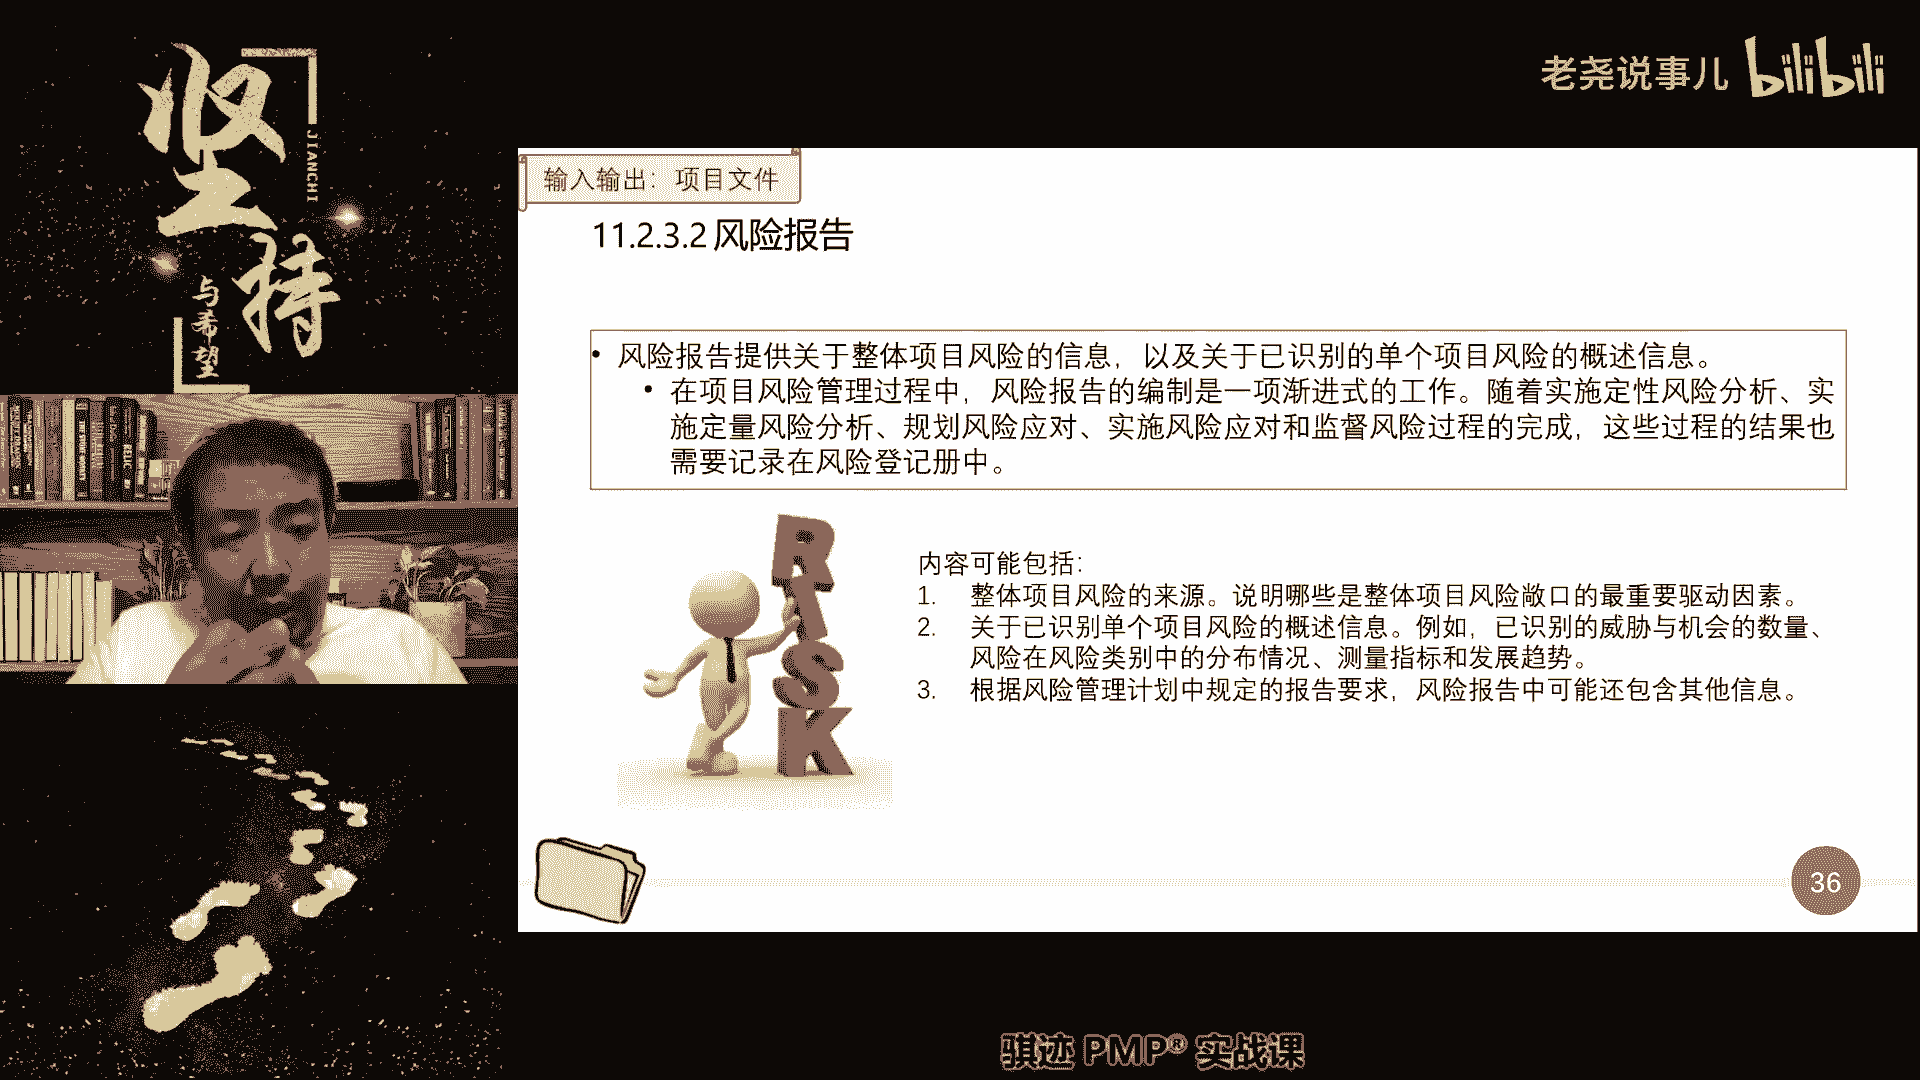 坚持
JIANCHI
与希望
老尧说事儿 bilibili
输入输出：项目文件
11.2.3.2 风险报告
• 风险报告提供关于整体项目风险的信息，以及关于已识别的单个项目风险的概述信息。
• 在项目风险管理过程中，风险报告的编制是一项渐进式的工作。随着实施定性风险分析、实
施定量风险分析、规划风险应对、实施风险应对和监督风险过程的完成，这些过程的结果也
需要记录在风险登记册中。
RISK
内容可能包括：
1. 整体项目风险的来源。说明哪些是整体项目风险敞口的最重要驱动因素。
2. 关于已识别单个项目风险的概述信息。例如，已识别的威胁与机会的数量、
风险在风险类别中的分布情况、测量指标和发展趋势。
3. 根据风险管理计划中规定的报告要求，风险报告中可能还包含其他信息。
36
骐迹 PMP® 实战课